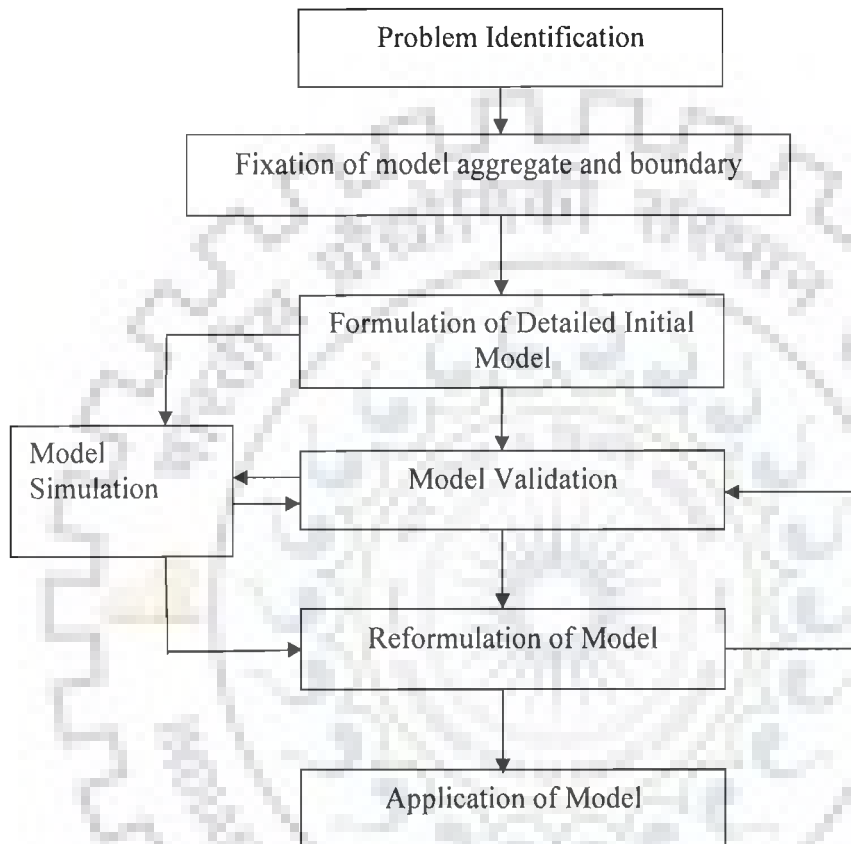 Problem Identification
Fixation of model aggregate and boundary
Formulation of Detailed Initial
Model
Model
Simulation
Model Validation
Reformulation of Model
Application of Model